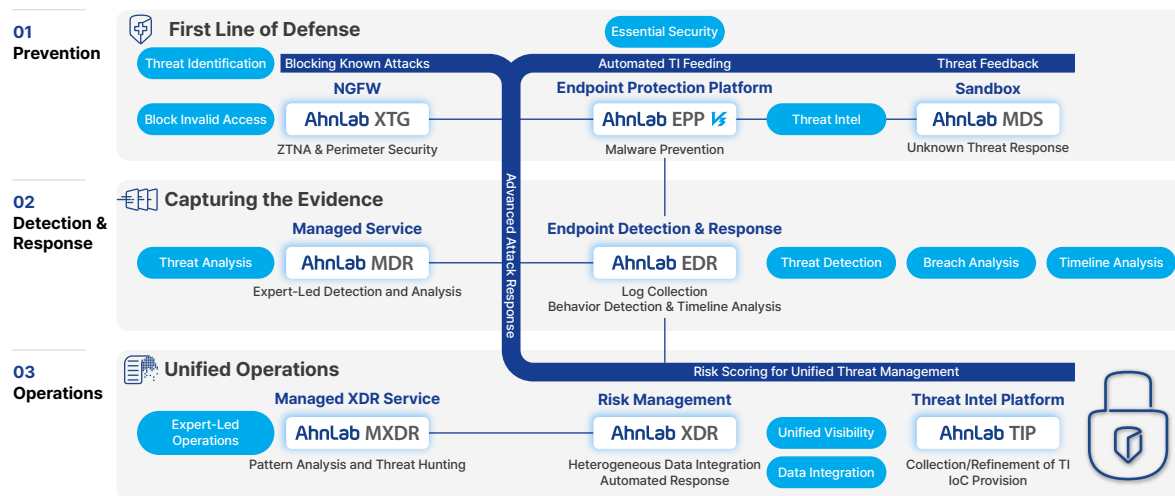 01
Prevention
First Line of Defense
Essential Security
Threat Identification
Blocking Known Attacks
Automated TI Feeding
Threat Feedback
NGFW
Endpoint Protection Platform
Sandbox
Block Invalid Access
AhnLab XTG
AhnLab EPP V3
Threat Intel
AhnLab MDS
ZTNA & Perimeter Security
Malware Prevention
Unknown Threat Response
Advanced Attack Response
02
Detection &
Response
Capturing the Evidence
Managed Service
Endpoint Detection & Response
Threat Analysis
AhnLab MDR
AhnLab EDR
Threat Detection
Breach Analysis
Timeline Analysis
Expert-Led Detection and Analysis
Log Collection
Behavior Detection & Timeline Analysis
03
Operations
Unified Operations
Risk Scoring for Unified Threat Management
Managed XDR Service
Risk Management
Threat Intel Platform
Expert-Led
Operations
AhnLab MXDR
AhnLab XDR
Unified Visibility
AhnLab TIP
Pattern Analysis and Threat Hunting
Heterogeneous Data Integration
Automated Response
Data Integration
Collection/Refinement of TI
IoC Provision